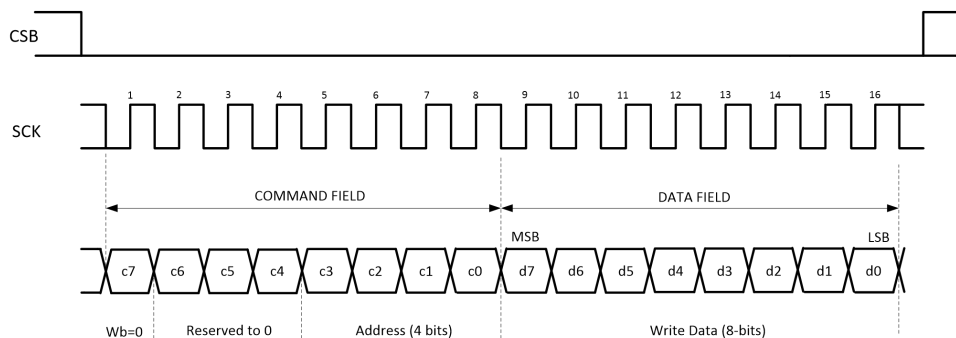 CSB
1 2 3 4 5 6 7 8 9 10 11 12 13 14 15 16
SCK
COMMAND FIELD DATA FIELD
MSB LSB
c7 c6 c5 c4 c3 c2 c1 c0 d7 d6 d5 d4 d3 d2 d1 d0
Wb=0 Reserved to 0 Address (4 bits) Write Data (8-bits)